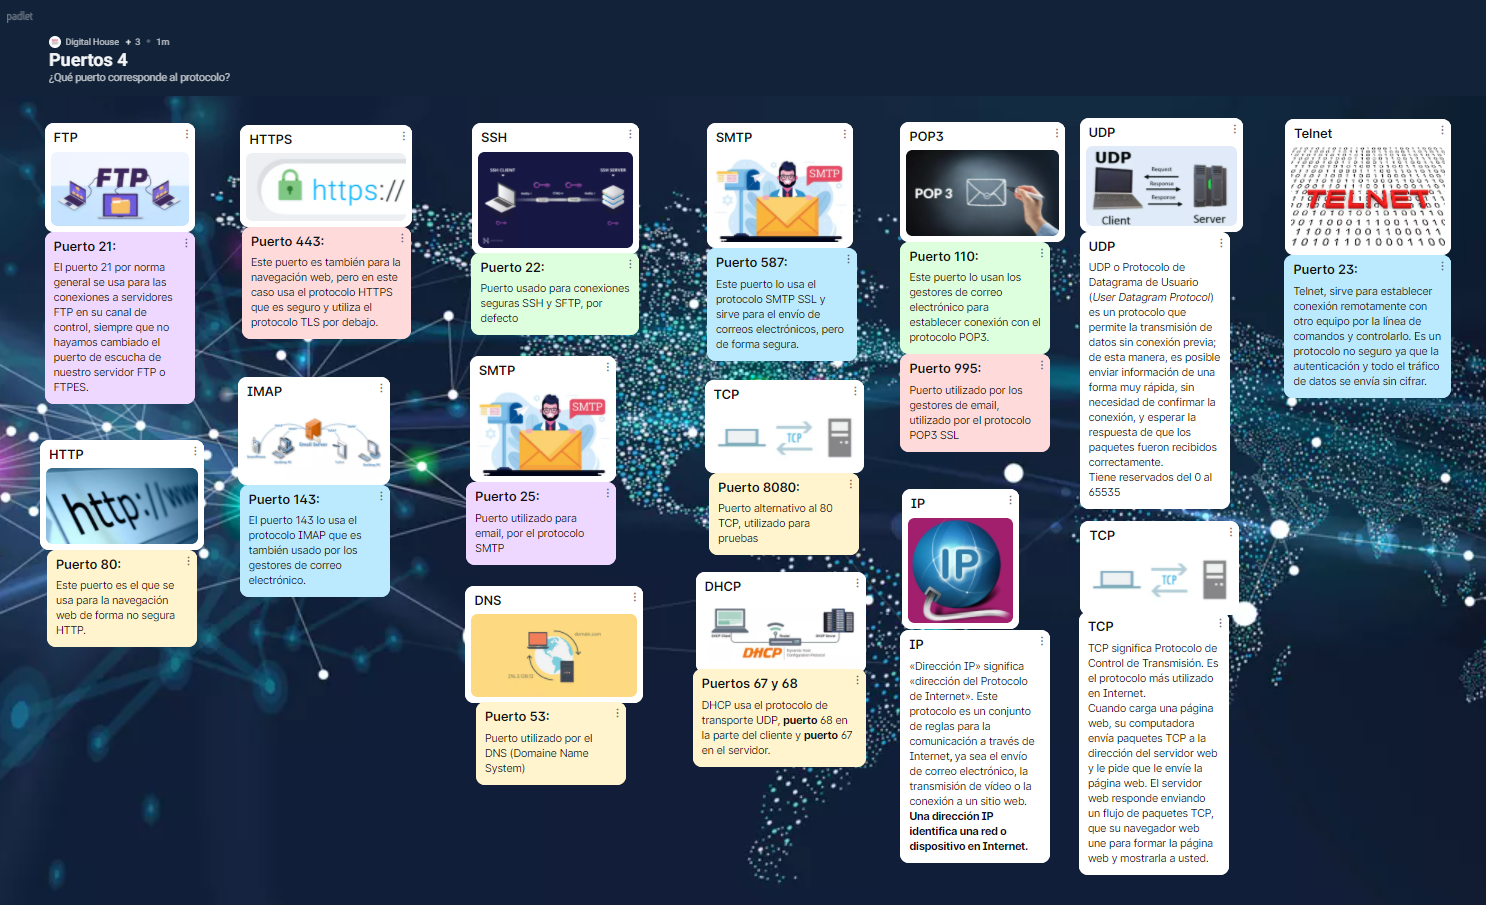 padlet
Digital House + 3 • 1m
Puertos 4
¿Qué puerto corresponde al protocolo?
FTP
FTP
Puerto 21:
El puerto 21 por norma
general se usa para las
conexiones a servidores
FTP en su canal de
control, siempre que no
hayamos cambiado el
puerto de escucha de
nuestro servidor FTP o
FTPES.
HTTP
http://www
Puerto 80:
Este puerto es el que se
usa para la navegación
web de forma no segura
HTTP.
HTTPS
https://
Puerto 443:
Este puerto es también para la
navegación web, pero en este
caso usa el protocolo HTTPS
que es seguro y utiliza el
protocolo TLS por debajo.
IMAP
Puerto 143:
El puerto 143 lo usa el
protocolo IMAP que es
también usado por los
gestores de correo
electrónico.
SSH
SSH CLIENT
SSH SERVER
Puerto 22:
Puerto usado para conexiones
seguras SSH y SFTP, por
defecto
SMTP
SMTP
Puerto 25:
Puerto utilizado para
email, por el protocolo
SMTP
DNS
domain.com
Puerto 53:
Puerto utilizado por el
DNS (Domaine Name
System)
SMTP
SMTP
Puerto 587:
Este puerto lo usa el
protocolo SMTP SSL y
sirve para el envío de
correos electrónicos, pero
de forma segura.
TCP
TCP
Puerto 8080:
Puerto alternativo al 80
TCP, utilizado para
pruebas
DHCP
DHCP
Puertos 67 y 68
DHCP usa el protocolo de
transporte UDP, puerto 68 en
la parte del cliente y puerto 67
en el servidor.
POP3
POP 3
Puerto 110:
Este puerto lo usan los
gestores de correo
electrónico para
establecer conexión con el
protocolo POP3.
Puerto 995:
Puerto utilizado por los
gestores de email,
utilizado por el protocolo
POP3 SSL
IP
IP
IP
«Dirección IP» significa
«dirección del Protocolo
de Internet». Este
protocolo es un conjunto
de reglas para la
comunicación a través de
Internet, ya sea el envío
de correo electrónico, la
transmisión de vídeo o la
conexión a un sitio web.
Una dirección IP
identifica una red o
dispositivo en Internet.
UDP
UDP
Request
Response
Response
Client
Server
UDP
UDP o Protocolo de
Datagrama de Usuario
(User Datagram Protocol)
es un protocolo que
permite la transmisión de
datos sin conexión previa;
de esta manera, es posible
enviar información de una
forma muy rápida, sin
necesidad de confirmar la
conexión, y esperar la
respuesta de que los
paquetes fueron recibidos
correctamente.
Tiene reservados del 0 al
65535
TCP
TCP
TCP
TCP significa Protocolo de
Control de Transmisión. Es
el protocolo más utilizado
en Internet.
Cuando carga una página
web, su computadora
envía paquetes TCP a la
dirección del servidor web
y le pide que le envíe la
página web. El servidor
web responde enviando
un flujo de paquetes TCP,
que su navegador web
une para formar la página
web y mostrarla a usted.
Telnet
TELNET
Puerto 23:
Telnet, sirve para establecer
conexión remotamente con
otro equipo por la línea de
comandos y controlarlo. Es un
protocolo no seguro ya que la
autenticación y todo el tráfico
de datos se envía sin cifrar.